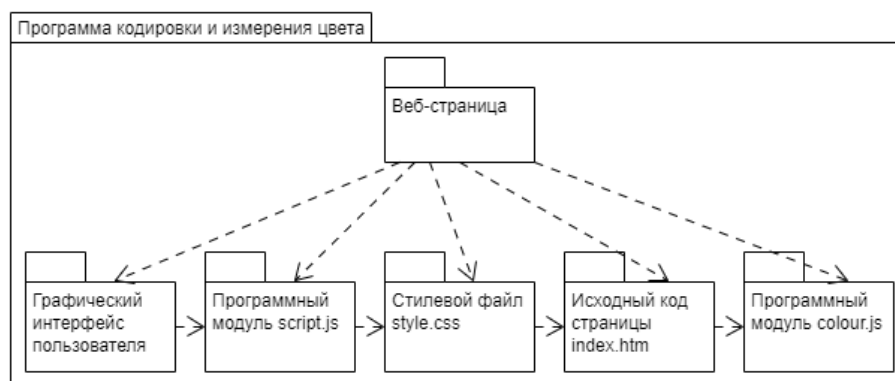 Программа кодировки и измерения цвета
Веб-страница
Графический
интерфейс
пользователя
Программный
модуль script.js
Стилевой файл
style.css
Исходный код
страницы
index.htm
Программный
модуль colour.js